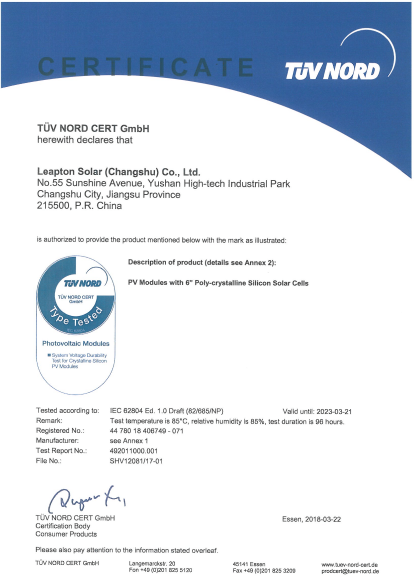 CERTIFICATE
TÜV NORD
TÜV NORD CERT GmbH
herewith declares that
Leapton Solar (Changshu) Co., Ltd.
No.55 Sunshine Avenue, Yushan High-tech Industrial Park
Changshu City, Jiangsu Province
215500, P.R. China
is authorized to provide the product mentioned below with the mark as illustrated:
Description of product (details see Annex 2):
PV Modules with 6" Poly-crystalline Silicon Solar Cells
TÜV NORD
TÜV NORD CERT
GmbH
Type Tested
Photovoltaic Modules
System Voltage Durability
Test for Crystalline Silicon
PV Modules
Tested according to: IEC 62804 Ed. 1.0 Draft (82/685/NP) Valid until: 2023-03-21
Remark: Test temperature is 85°C, relative humidity is 85%, test duration is 96 hours.
Registered No.: 44 780 18 406749 - 071
Manufacturer: see Annex 1
Test Report No.: 492011000.001
File No.: SHV12081/17-01
TÜV NORD CERT GmbH
Certification Body
Consumer Products
Essen, 2018-03-22
Please also pay attention to the information stated overleaf.
TÜV NORD CERT GmbH Langemarckstr. 20 45141 Essen www.tuev-nord-cert.de
Fon +49 (0)201 825 5120 Fax +49 (0)201 825 3209 prodcert@tuev-nord.de